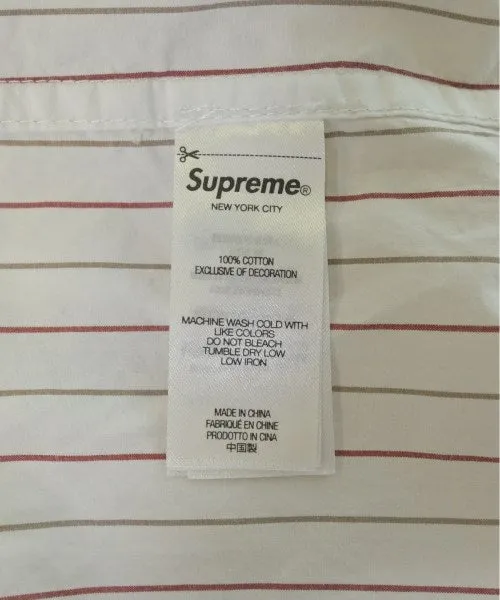 Supreme®
NEW YORK CITY
100% COTTON
EXCLUSIVE OF DECORATION
MACHINE WASH COLD WITH
LIKE COLORS
DO NOT BLEACH
TUMBLE DRY LOW
LOW IRON
MADE IN CHINA
FABRIQUÉ EN CHINE
PRODOTTO IN CINA
中国製